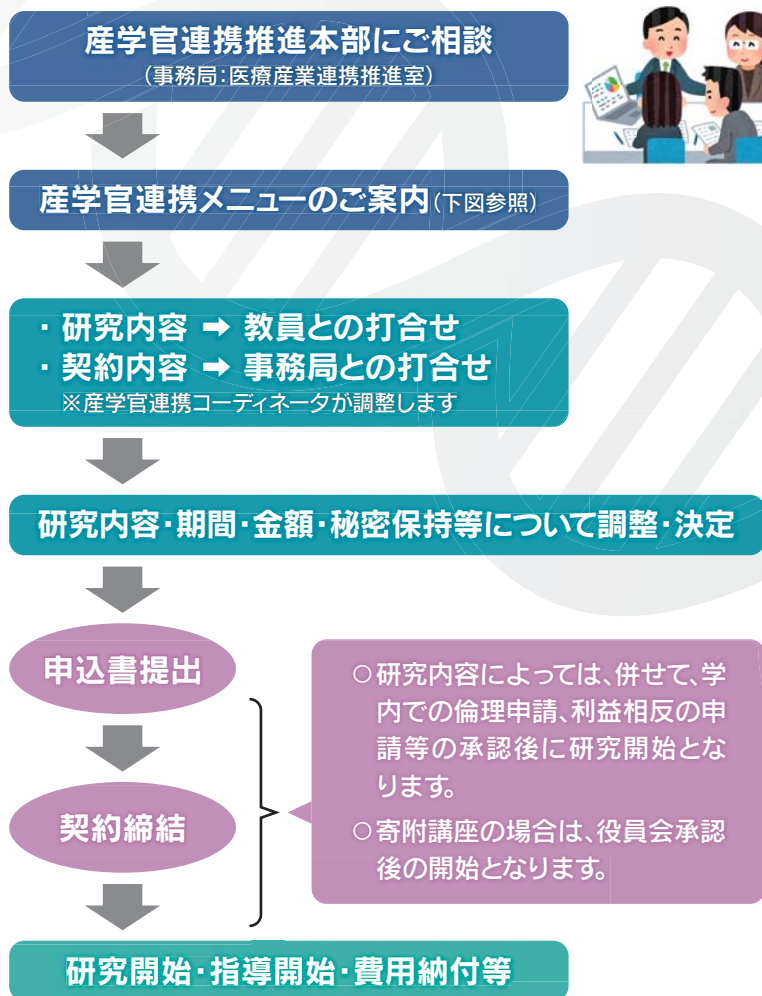 産学官連携推進本部にご相談
(事務局:医療産業連携推進室)
産学官連携メニューのご案内(下図参照)
・ 研究内容 ➡ 教員との打合せ
・ 契約内容 ➡ 事務局との打合せ
※産学官連携コーディネータが調整します
研究内容・期間・金額・秘密保持等について調整・決定
申込書提出
契約締結
○研究内容によっては、併せて、学
内での倫理申請、利益相反の申
請等の承認後に研究開始とな
ります。
○寄附講座の場合は、役員会承認
後の開始となります。
研究開始・指導開始・費用納付等